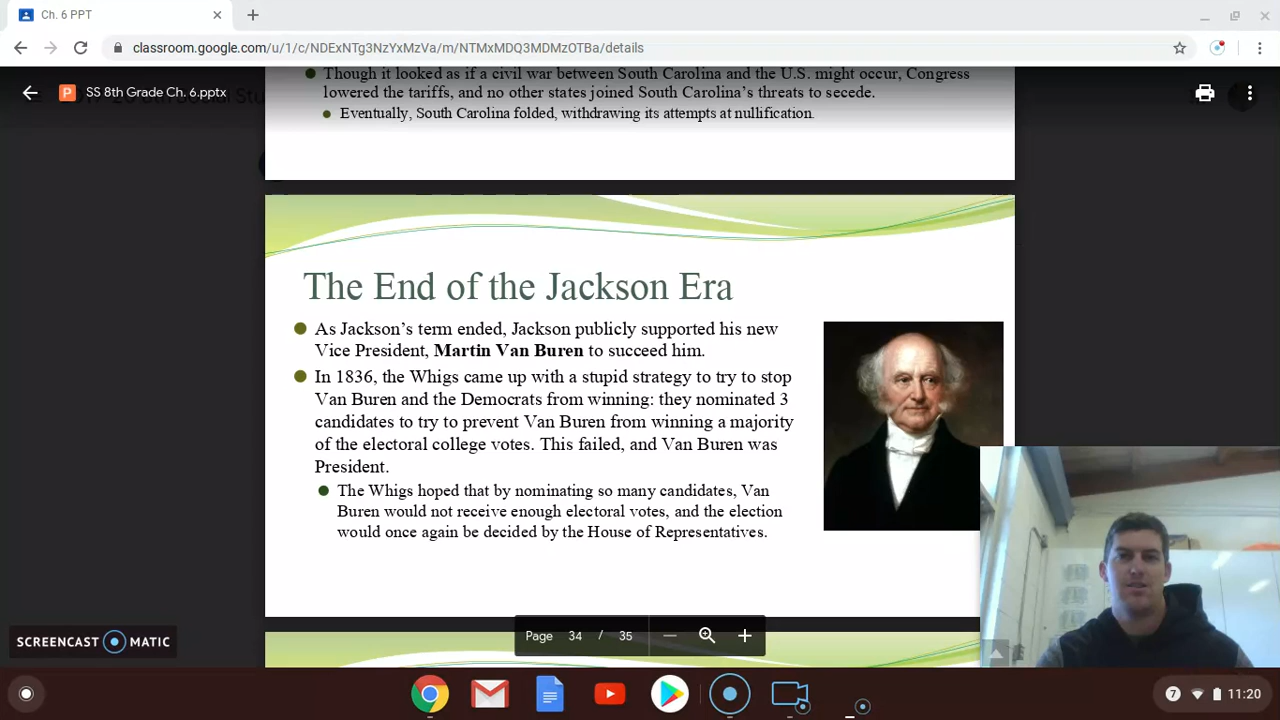 Ch. 6 PPT
classroom.google.com/u/1/c/NDExNTg3NzYxMzVa/m/NTMxMDQ3MDMzOTBa/details
SS 8th Grade Ch. 6.pptx
Though it looked as if a civil war between South Carolina and the U.S. might occur, Congress
lowered the tariffs, and no other states joined South Carolina's threats to secede.
Eventually, South Carolina folded, withdrawing its attempts at nullification.
The End of the Jackson Era
As Jackson's term ended, Jackson publicly supported his new
Vice President, Martin Van Buren to succeed him.
In 1836, the Whigs came up with a stupid strategy to try to stop
Van Buren and the Democrats from winning: they nominated 3
candidates to try to prevent Van Buren from winning a majority
of the electoral college votes. This failed, and Van Buren was
President.
The Whigs hoped that by nominating so many candidates, Van
Buren would not receive enough electoral votes, and the election
would once again be decided by the House of Representatives.
SCREENCAST MATIC
Page 34 / 35
7 11:20